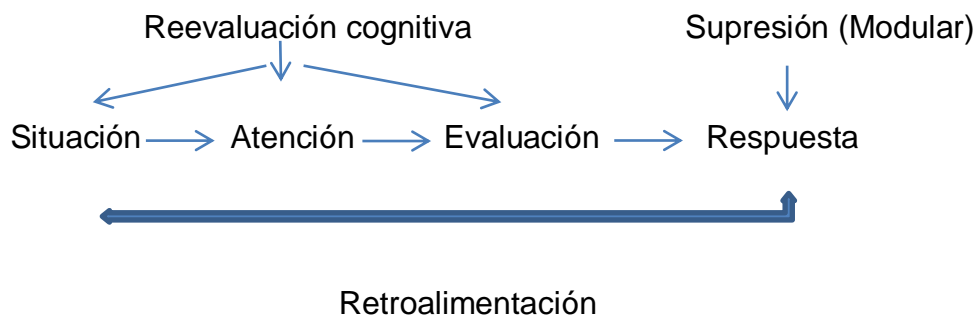 Reevaluación cognitiva Supresión (Modular)
Situación Atención Evaluación Respuesta
Retroalimentación